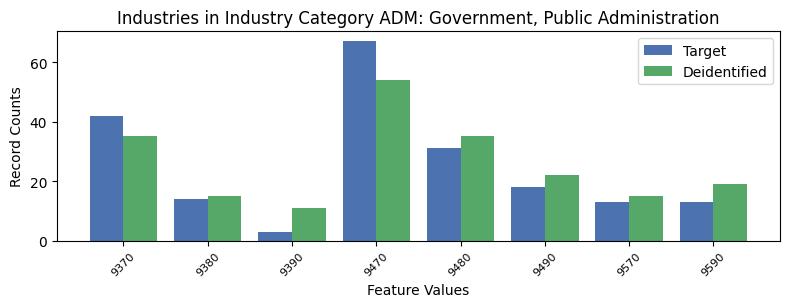 Industries in Industry Category ADM: Government, Public Administration
Target
Deidentified
Record Counts
60
40
20
0
9370 9380 9390 9470 9480 9490 9570 9590
Feature Values